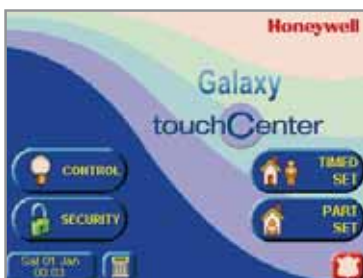 Honeywell
Galaxy
touchCenter
CONTROL
TIMED
SET
SECURITY
PART
SET
Sat 01 Jan
00:03